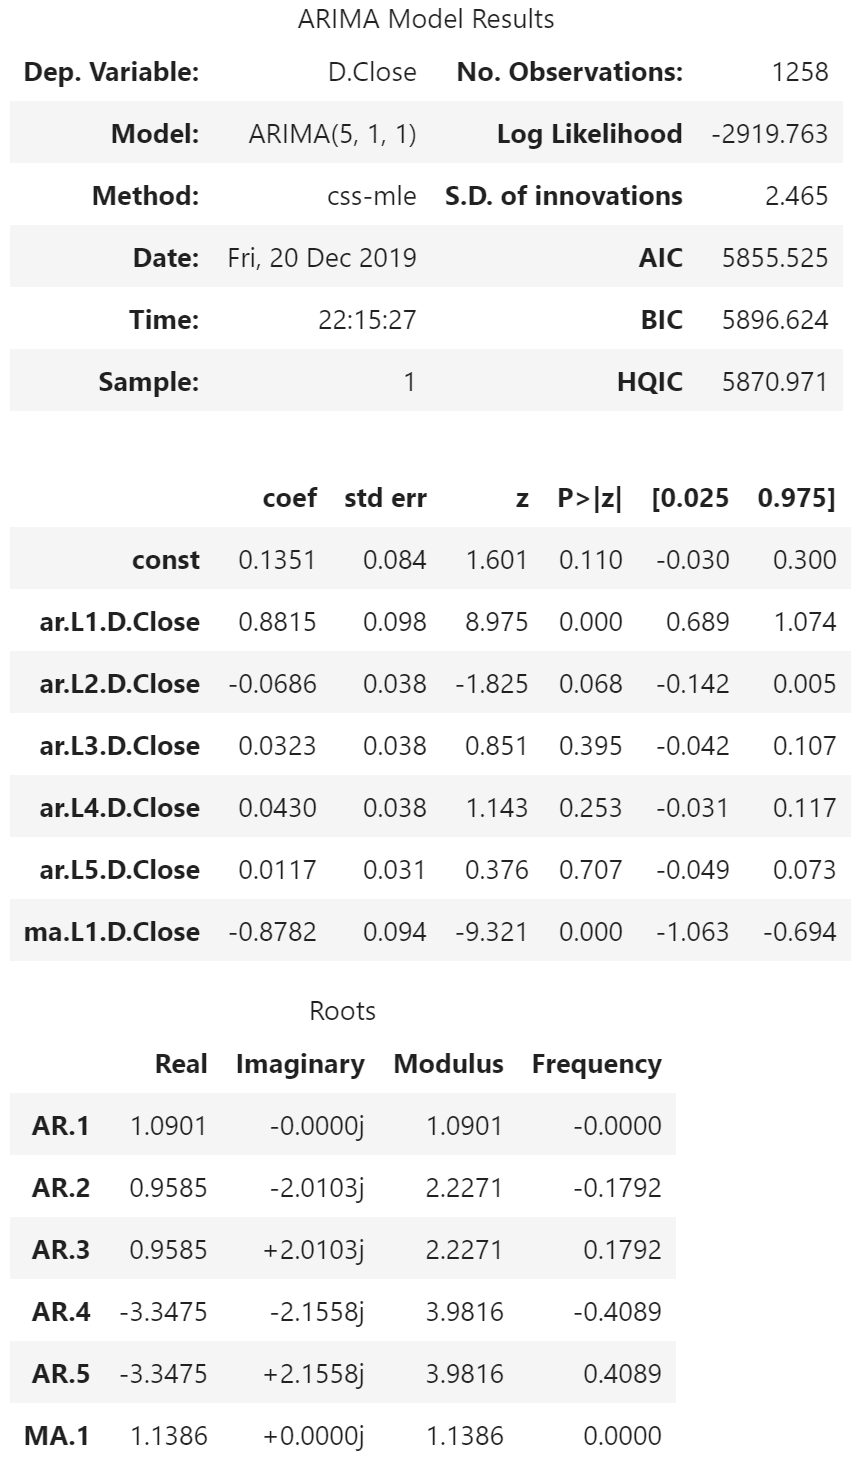 ARIMA Model Results
Dep. Variable: D.Close No. Observations: 1258
Model: ARIMA(5, 1, 1) Log Likelihood -2919.763
Method: css-mle S.D. of innovations 2.465
Date: Fri, 20 Dec 2019 AIC 5855.525
Time: 22:15:27 BIC 5896.624
Sample: 1 HQIC 5870.971
coef std err z P>|z| [0.025 0.975]
const 0.1351 0.084 1.601 0.110 -0.030 0.300
ar.L1.D.Close 0.8815 0.098 8.975 0.000 0.689 1.074
ar.L2.D.Close -0.0686 0.038 -1.825 0.068 -0.142 0.005
ar.L3.D.Close 0.0323 0.038 0.851 0.395 -0.042 0.107
ar.L4.D.Close 0.0430 0.038 1.143 0.253 -0.031 0.117
ar.L5.D.Close 0.0117 0.031 0.376 0.707 -0.049 0.073
ma.L1.D.Close -0.8782 0.094 -9.321 0.000 -1.063 -0.694
Roots
Real Imaginary Modulus Frequency
AR.1 1.0901 -0.0000j 1.0901 -0.0000
AR.2 0.9585 -2.0103j 2.2271 -0.1792
AR.3 0.9585 +2.0103j 2.2271 0.1792
AR.4 -3.3475 -2.1558j 3.9816 -0.4089
AR.5 -3.3475 +2.1558j 3.9816 0.4089
MA.1 1.1386 +0.0000j 1.1386 0.0000